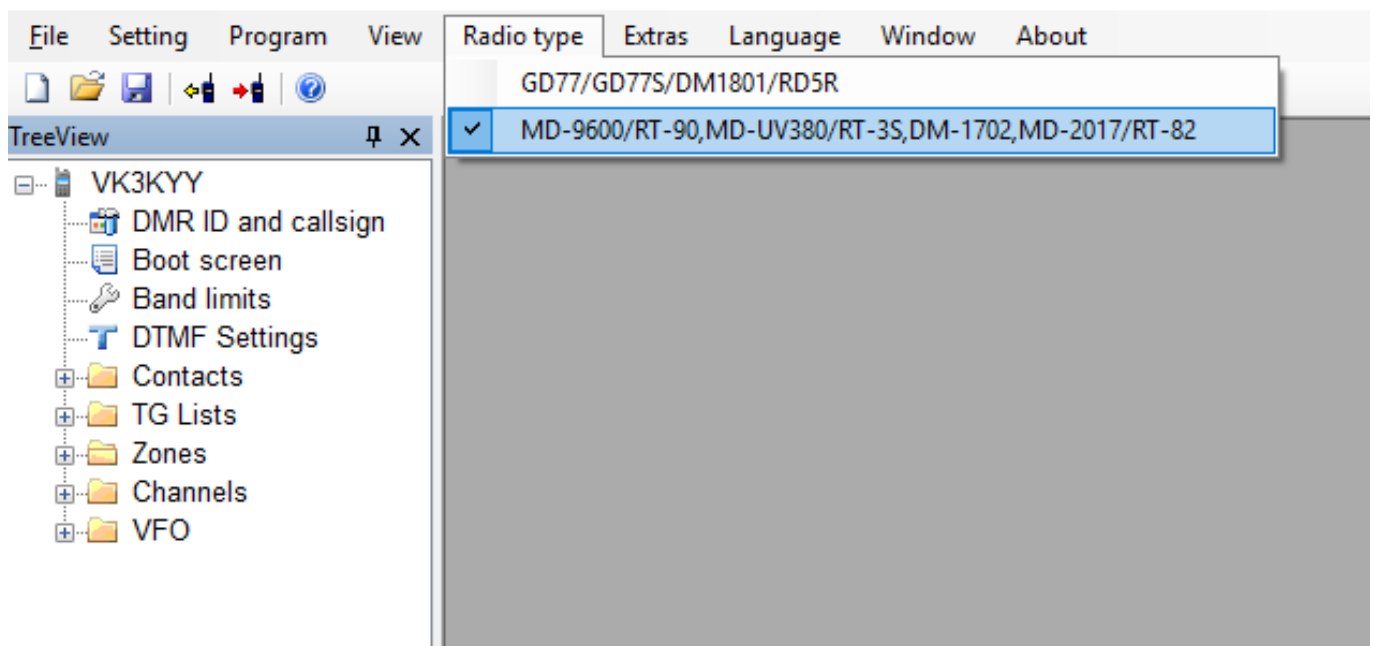 File Setting Program View Radio type Extras Language Window About
GD77/GD77S/DM1801/RD5R
MD-9600/RT-90,MD-UV380/RT-3S,DM-1702,MD-2017/RT-82
TreeView
VK3KYY
DMR ID and callsign
Boot screen
Band limits
DTMF Settings
Contacts
TG Lists
Zones
Channels
VFO